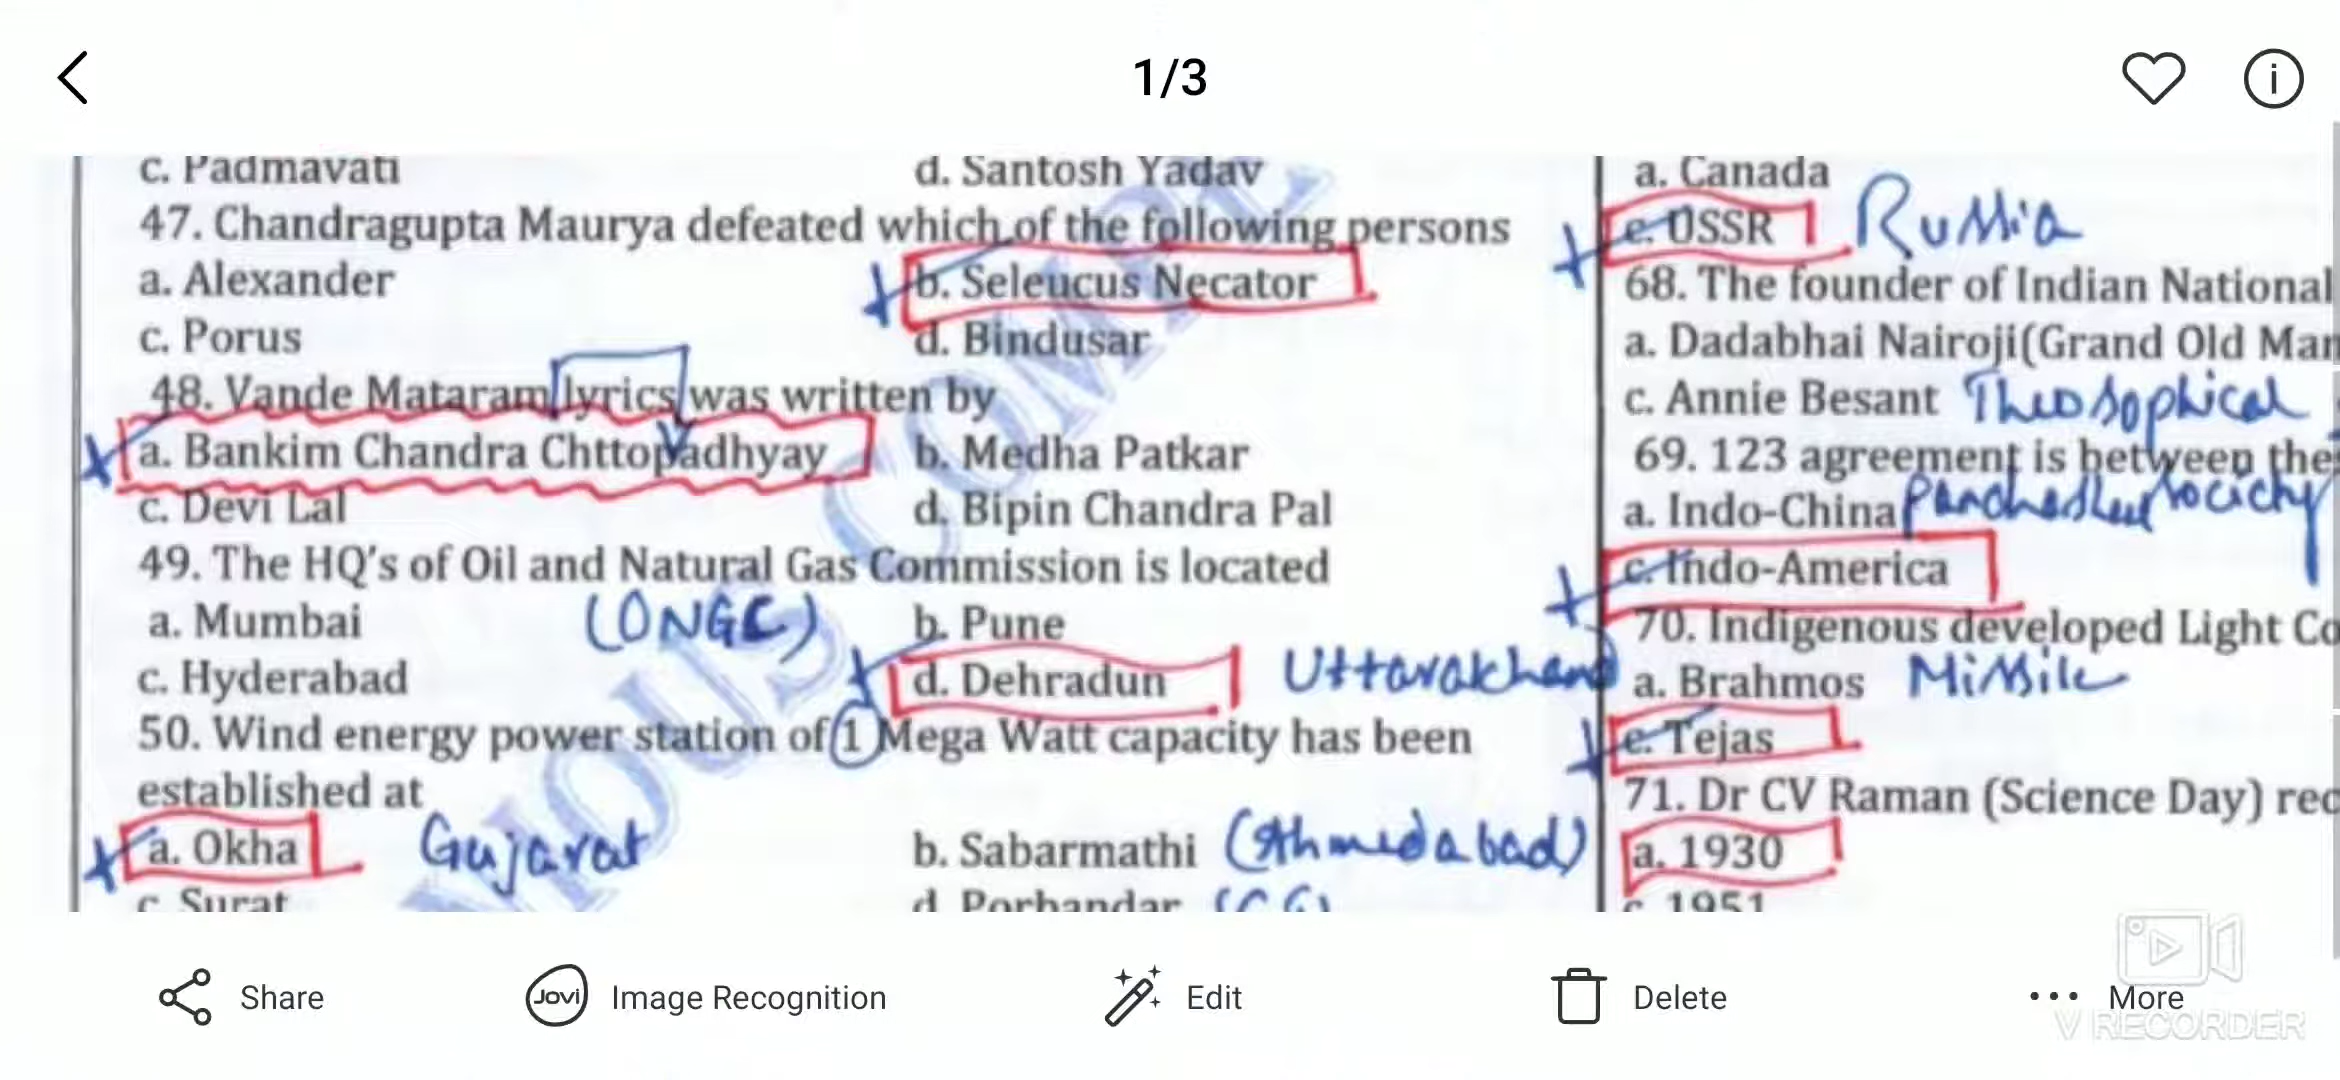 1/3
c. Padmavati d. Santosh Yadav
47. Chandragupta Maurya defeated which of the following persons
a. Alexander b. Seleucus Necator
c. Porus d. Bindusar
48. Vande Mataram lyrics was written by
a. Bankim Chandra Chttopadhyay b. Medha Patkar
c. Devi Lal d. Bipin Chandra Pal
49. The HQ's of Oil and Natural Gas Commission is located
a. Mumbai (ONGC) b. Pune
c. Hyderabad d. Dehradun Uttarakhand
50. Wind energy power station of 1 Mega Watt capacity has been
established at
a. Okha Gujarat b. Sabarmathi (Ahmedabad)
c. Surat d. Porbandar
a. Canada
c. USSR Russia
68. The founder of Indian National
a. Dadabhai Nairoji(Grand Old Man
c. Annie Besant Theosophical
69. 123 agreement is between the
a. Indo-China Society
c. Indo-America
70. Indigenous developed Light Co
a. Brahmos Missile
c. Tejas
71. Dr CV Raman (Science Day) rec
a. 1930
c. 1951
Share Jovi Image Recognition Edit Delete More
V RECORDER